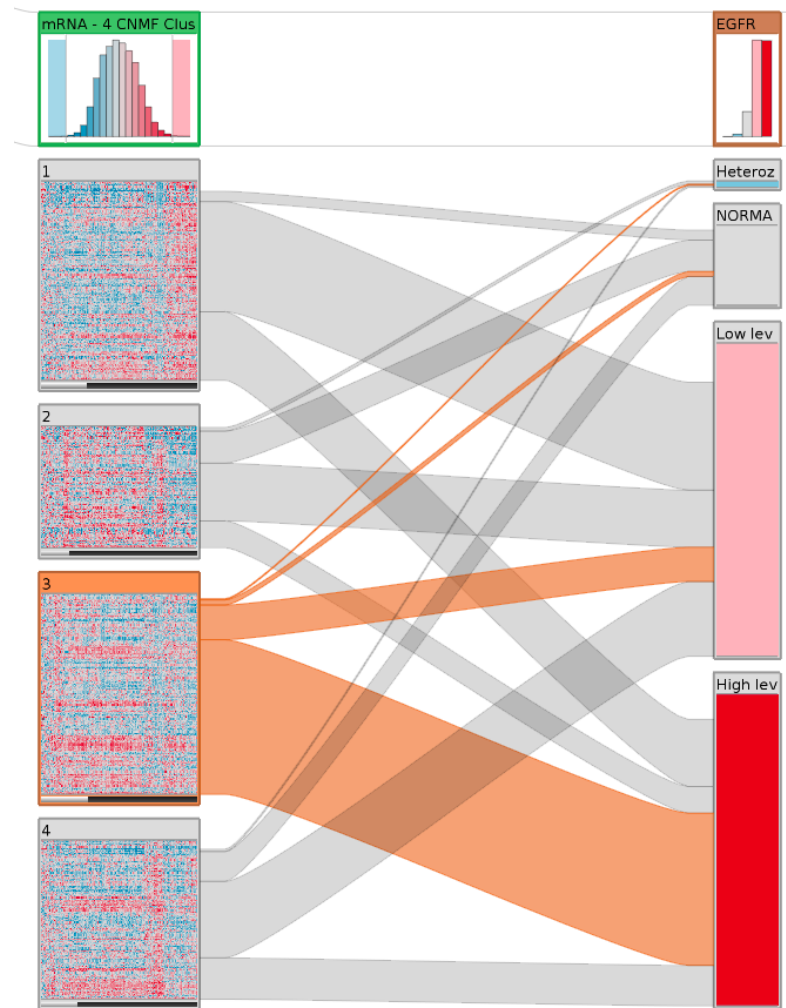 mRNA - 4 CNMF Clus
EGFR
1
Heteroz
NORMA
Low lev
2
3
High lev
4